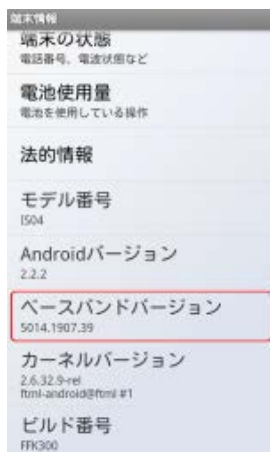 端末情報
端末の状態
電話番号、電波状態など
電池使用量
電池を使用している操作
法的情報
モデル番号
IS04
Androidバージョン
2.2.2
ベースバンドバージョン
5014.1907.39
カーネルバージョン
2.6.32.9-rel
ftml-android@ftml #1
ビルド番号
FFK300